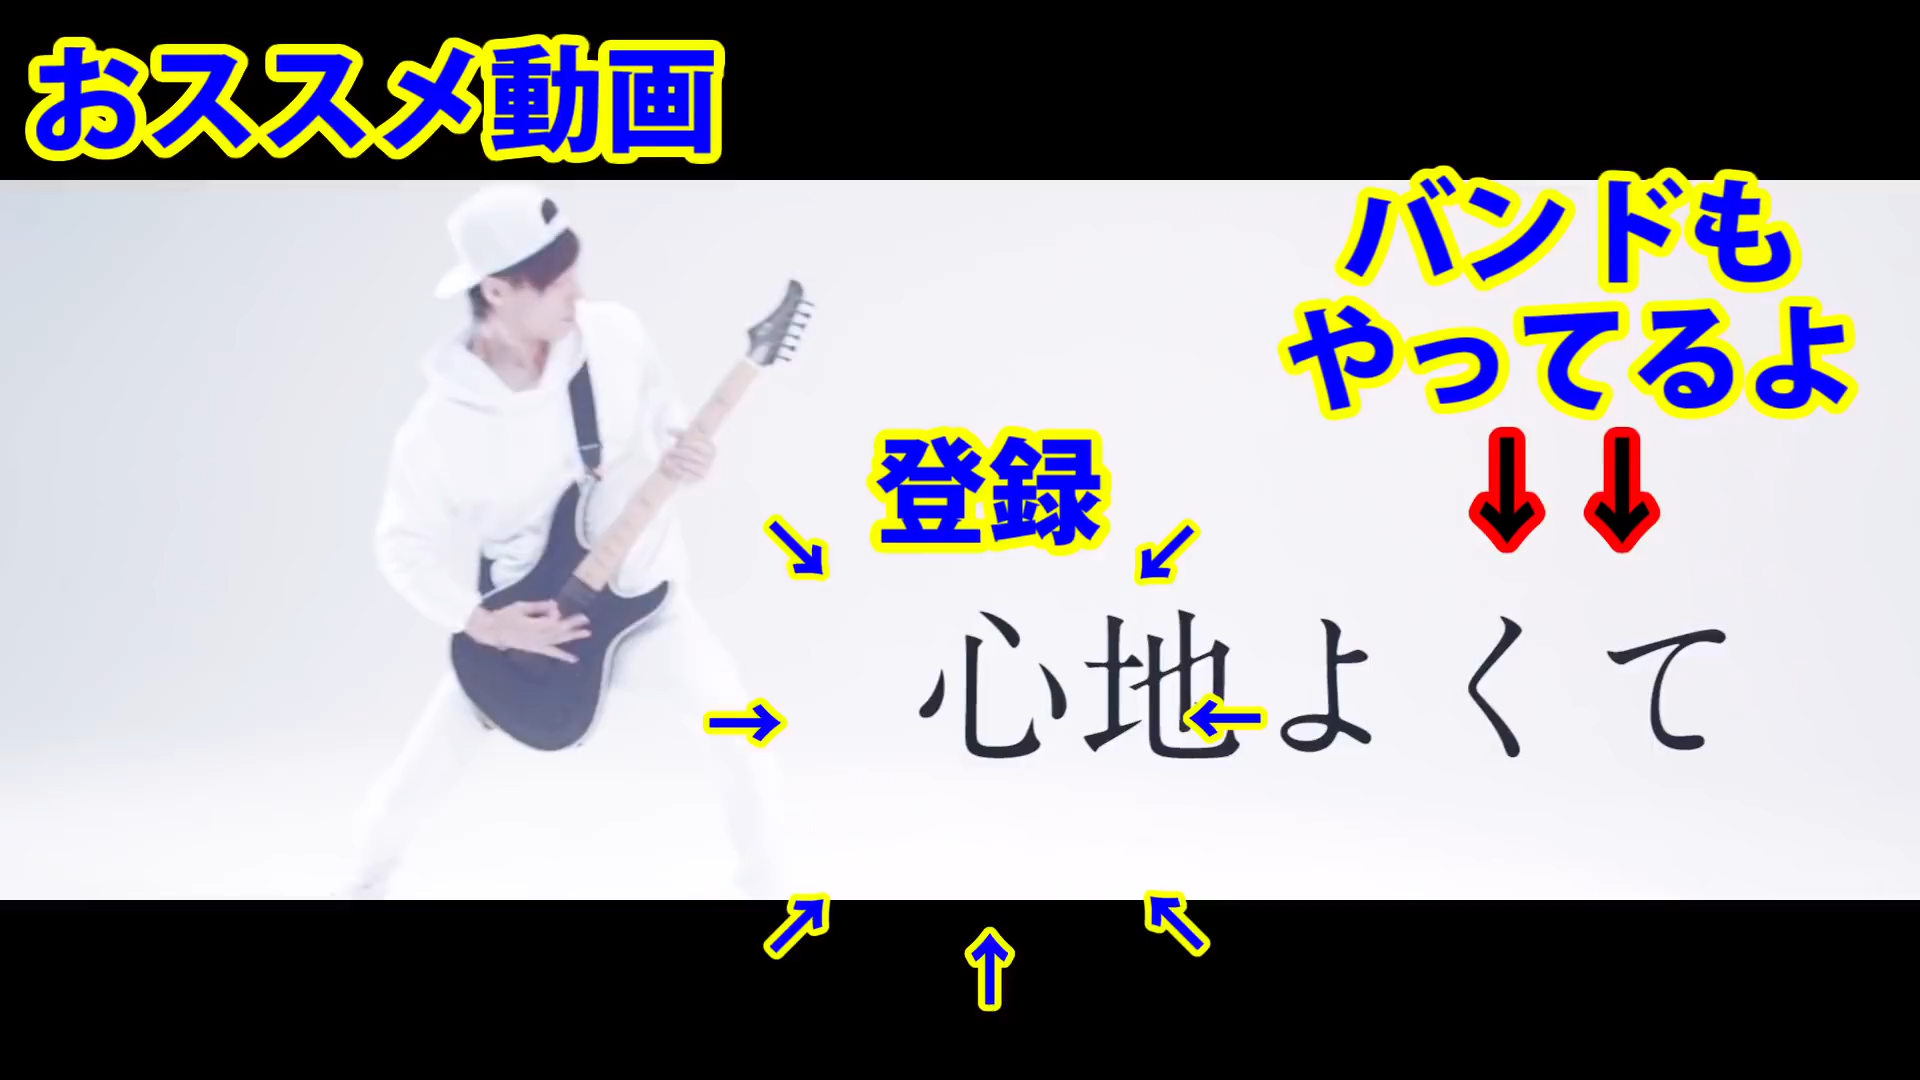 おススメ動画
バンドも
やってるよ
↓↓
登録
↘ ↙
心地よくて
→ ←
↗ ↖
↑